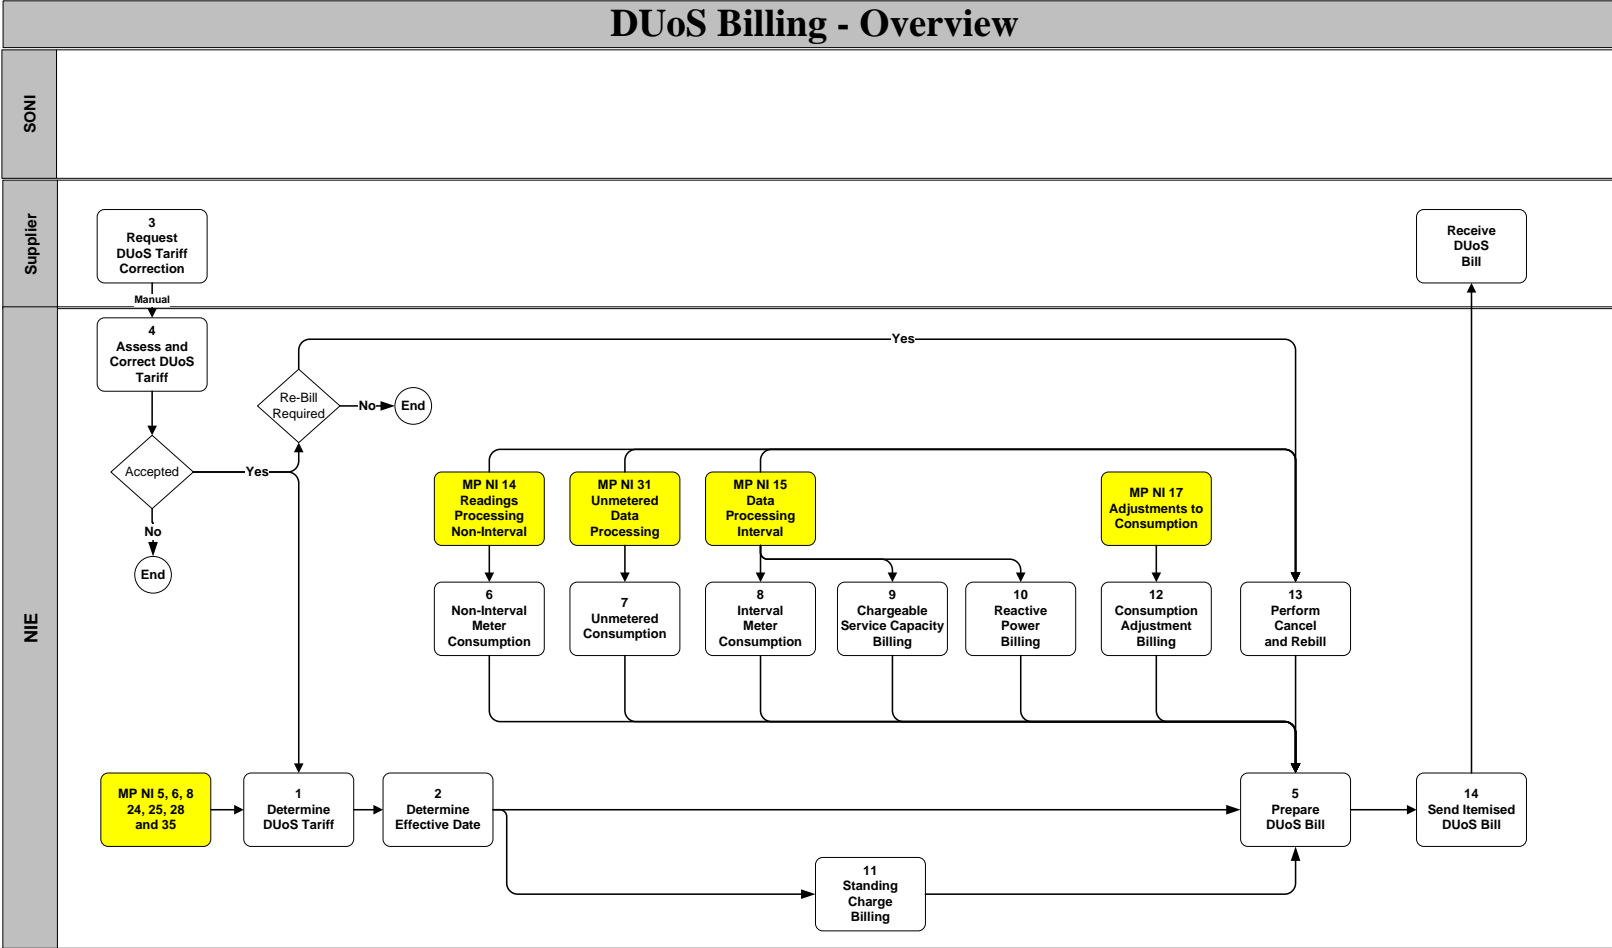 DUoS Billing - Overview
SONI
Supplier
3
Request
DUoS Tariff
Correction
Receive
DUoS
Bill
Manual
NIE
4
Assess and
Correct DUoS
Tariff
Yes
Re-Bill
Required
No
End
Accepted
Yes
No
End
MP NI 14
Readings
Processing
Non-Interval
MP NI 31
Unmetered
Data
Processing
MP NI 15
Data
Processing
Interval
MP NI 17
Adjustments to
Consumption
6
Non-Interval
Meter
Consumption
7
Unmetered
Consumption
8
Interval
Meter
Consumption
9
Chargeable
Service Capacity
Billing
10
Reactive
Power
Billing
12
Consumption
Adjustment
Billing
13
Perform
Cancel
and Rebill
MP NI 5, 6, 8
24, 25, 28
and 35
1
Determine
DUoS Tariff
2
Determine
Effective Date
5
Prepare
DUoS Bill
14
Send Itemised
DUoS Bill
11
Standing
Charge
Billing